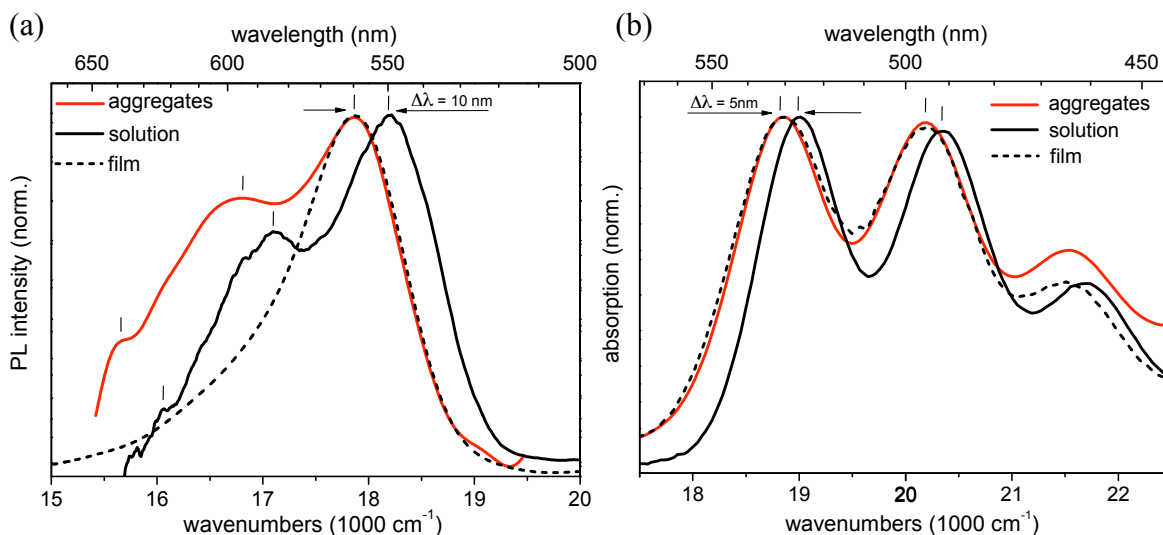 (a)
wavelength (nm)
650 600 550 500
aggregates
solution
film
Δλ = 10 nm
PL intensity (norm.)
15 16 17 18 19 20
wavenumbers (1000 cm⁻¹)
(b)
wavelength (nm)
550 500 450
Δλ = 5nm
aggregates
solution
film
absorption (norm.)
18 19 20 21 22
wavenumbers (1000 cm⁻¹)